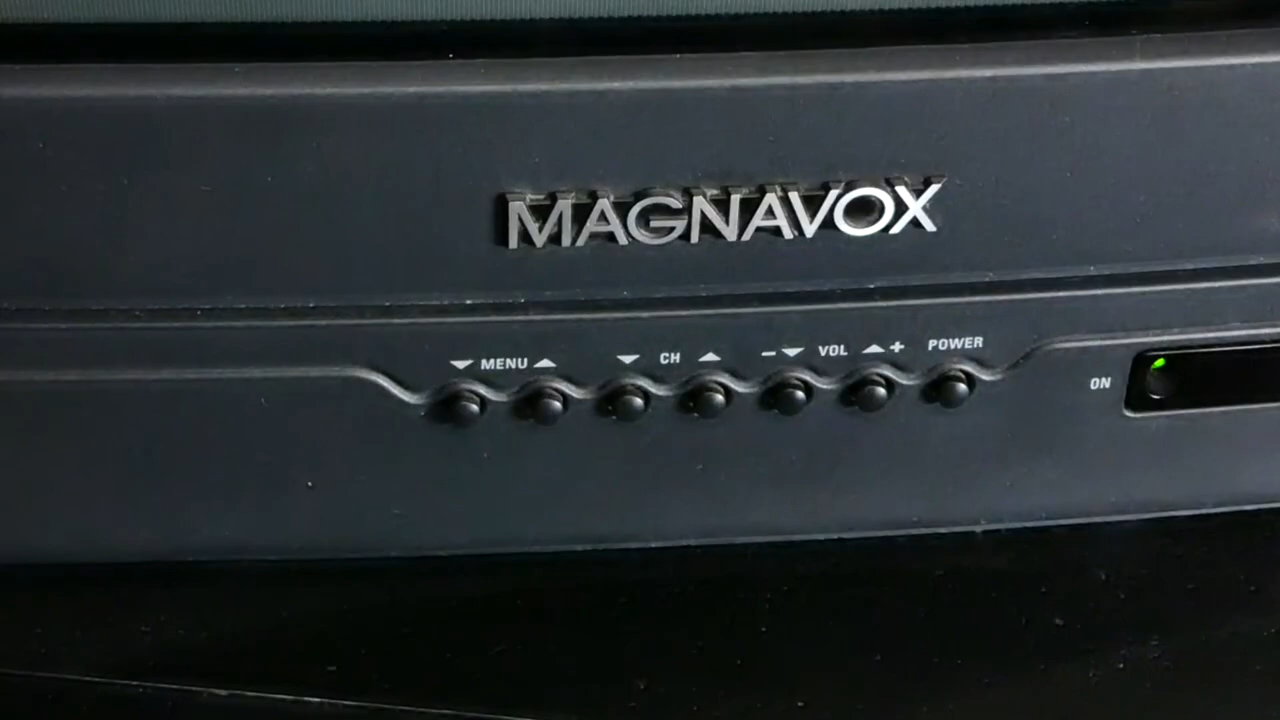 MAGNAVOX
MENU
CH
- VOL +
POWER
ON